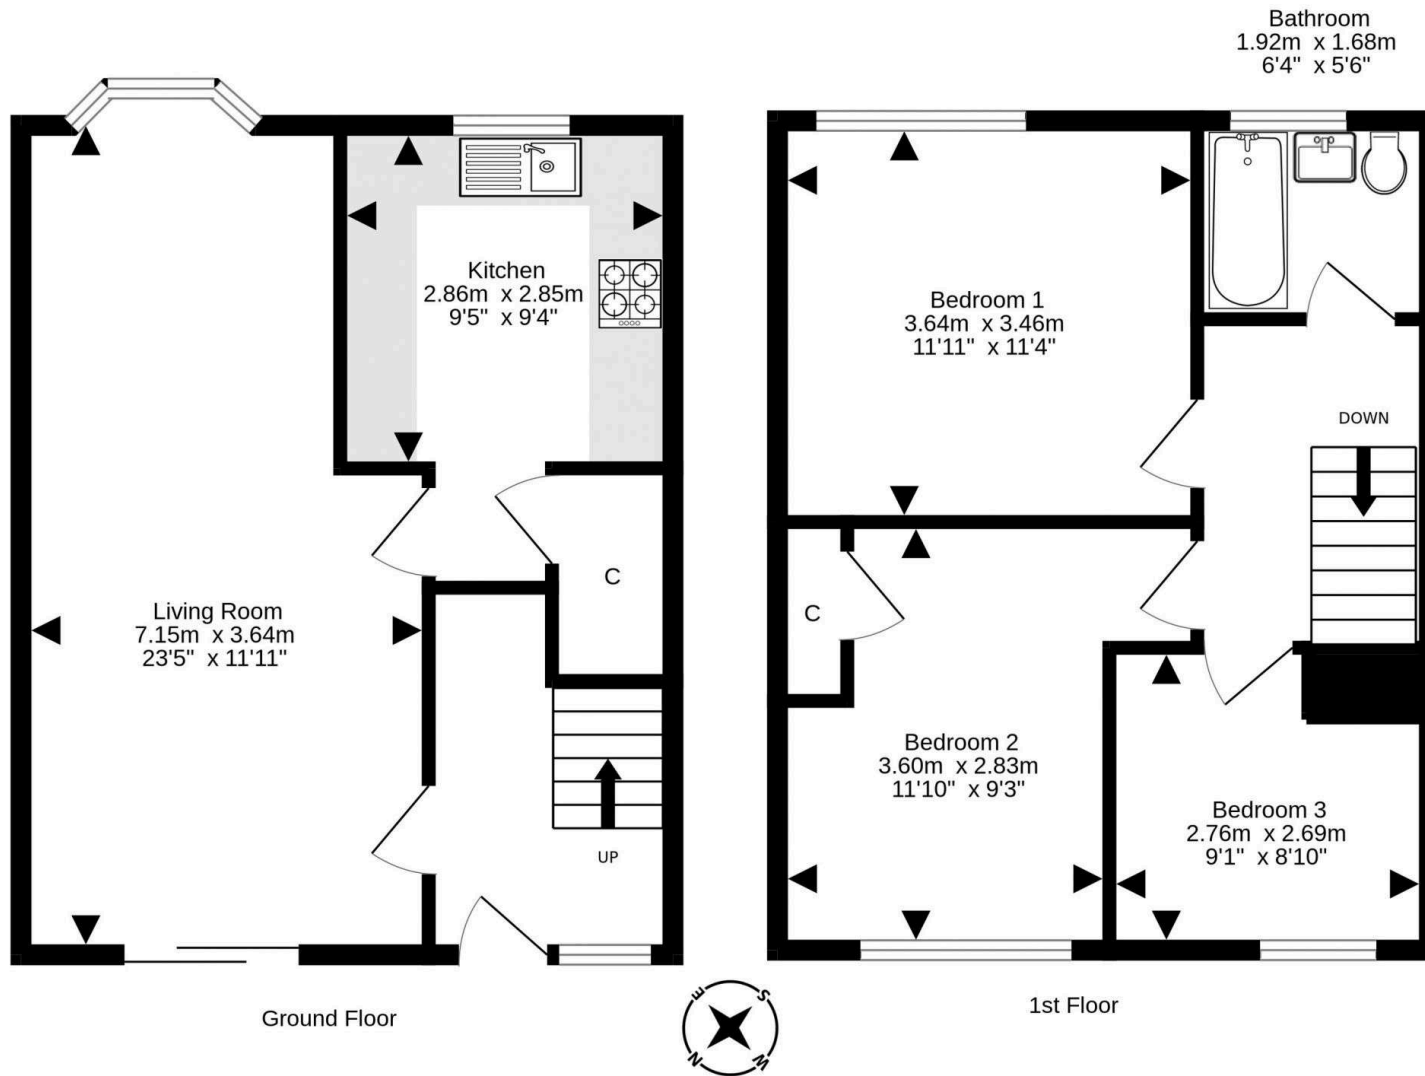 Bathroom
1.92m x 1.68m
6'4" x 5'6"
Kitchen
2.86m x 2.85m
9'5" x 9'4"
Bedroom 1
3.64m x 3.46m
11'11" x 11'4"
DOWN
C
Living Room
7.15m x 3.64m
23'5" x 11'11"
C
Bedroom 2
3.60m x 2.83m
11'10" x 9'3"
Bedroom 3
2.76m x 2.69m
9'1" x 8'10"
UP
Ground Floor
E
S
N
W
1st Floor